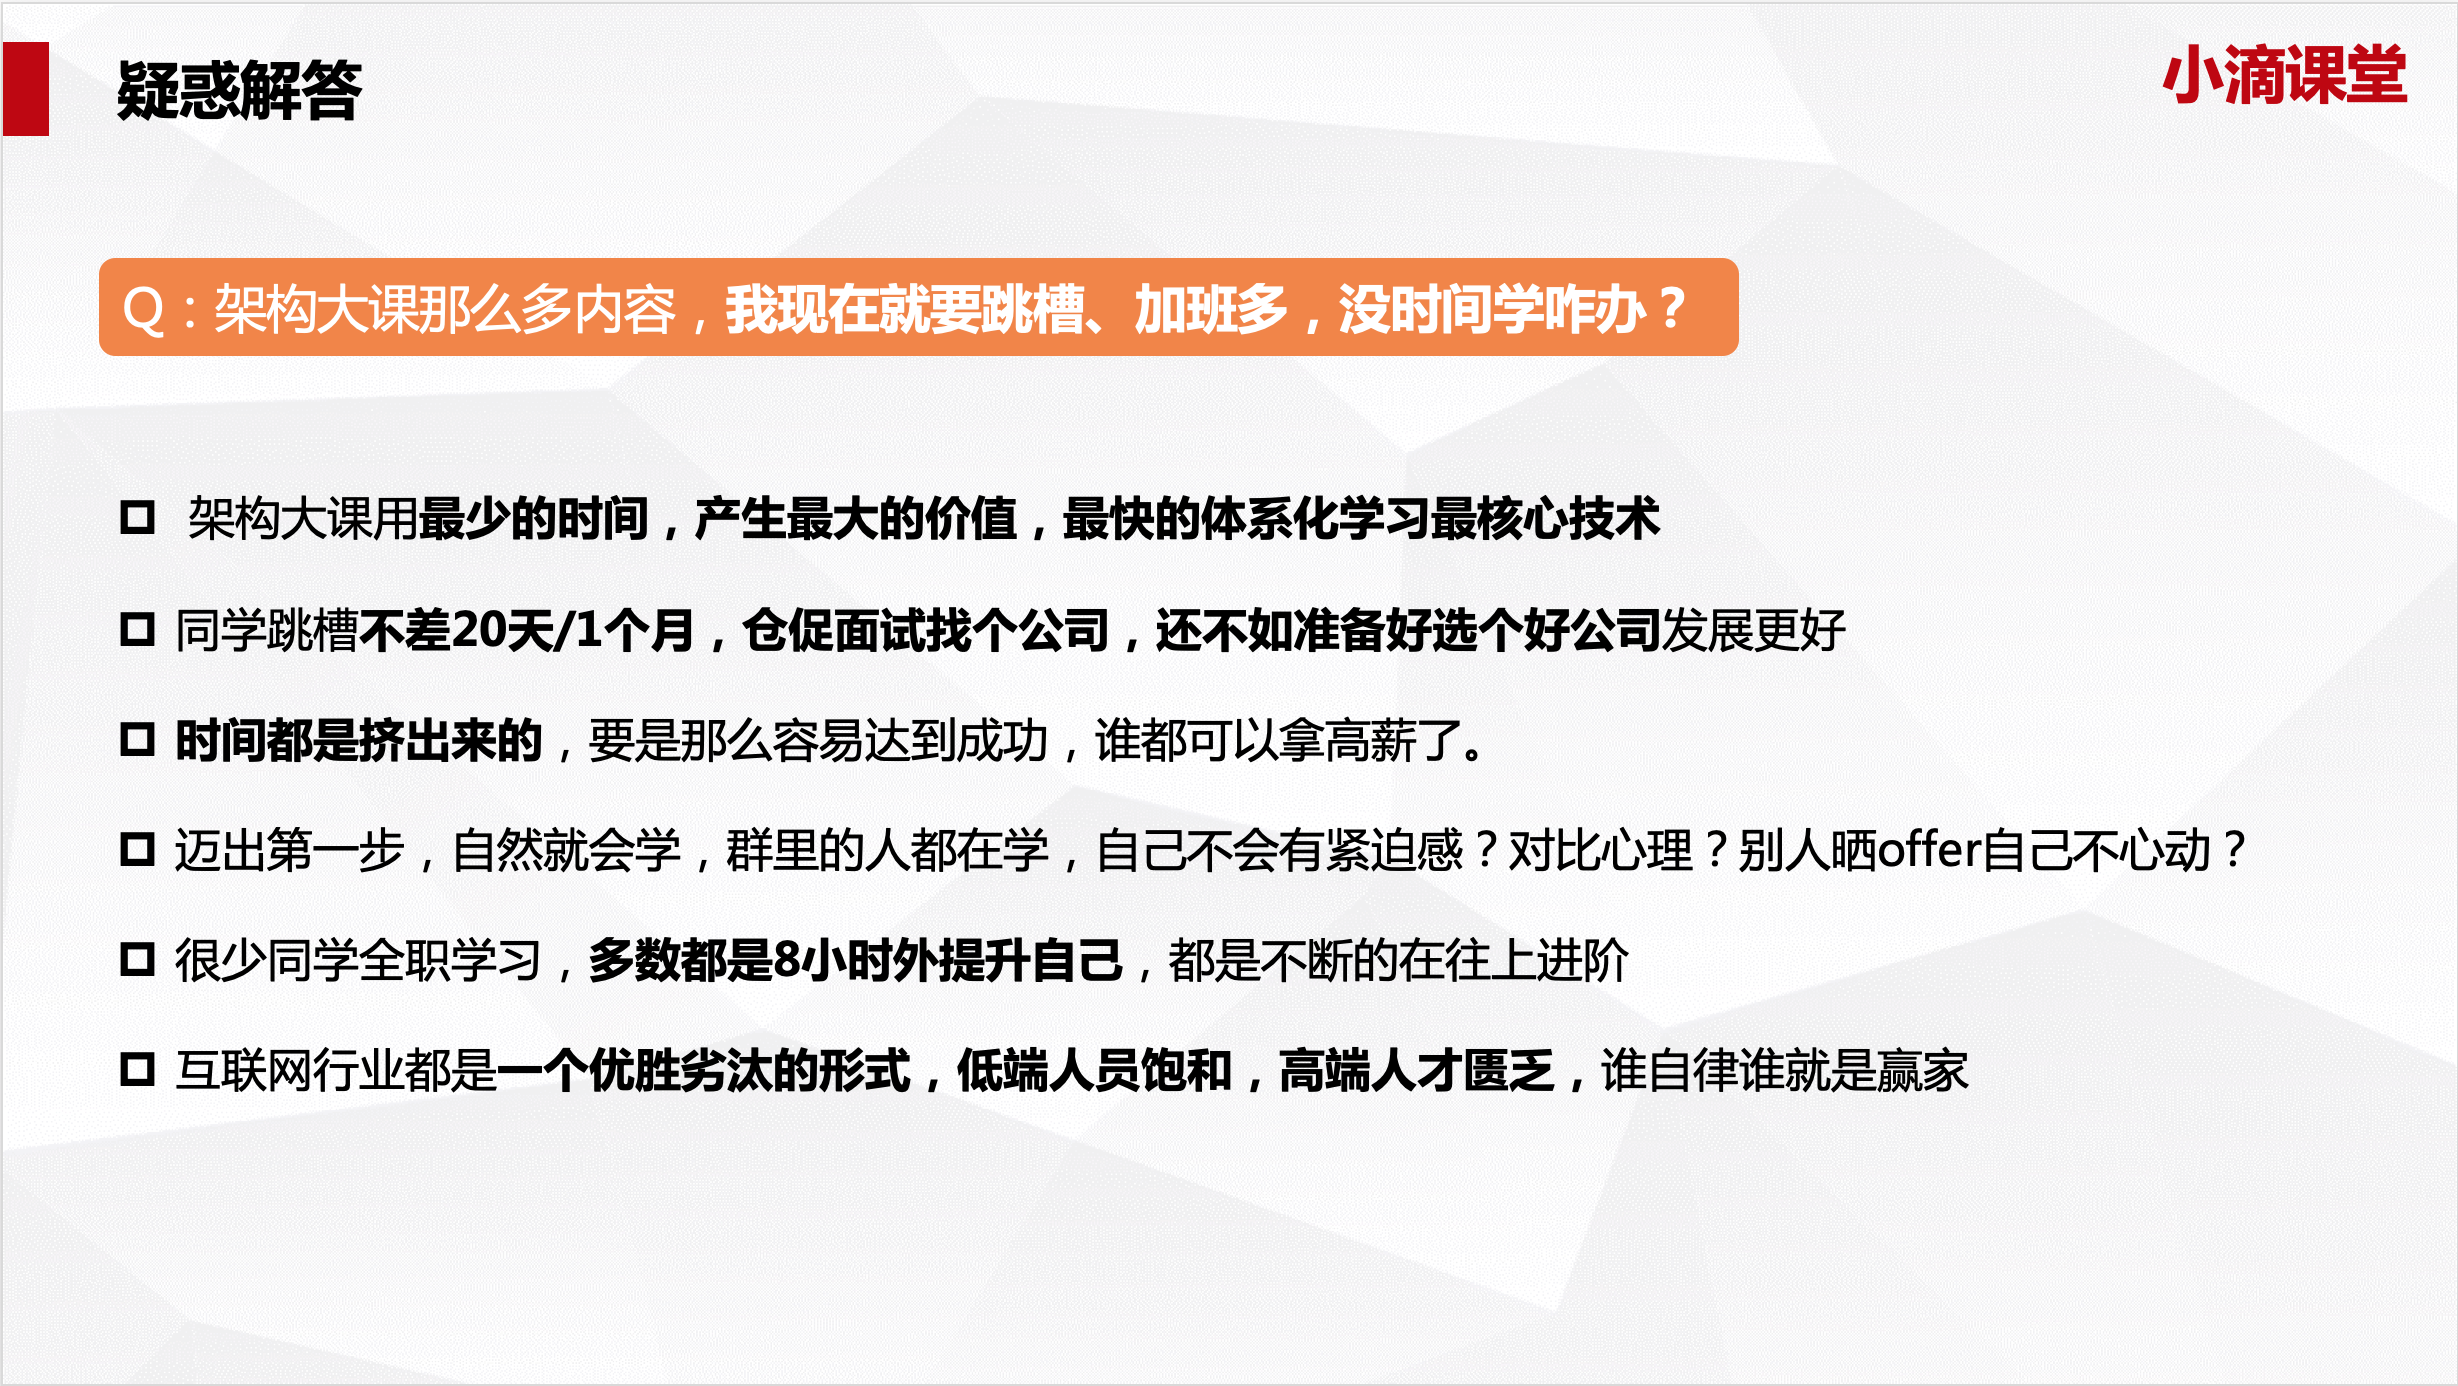 疑惑解答
小滴课堂
Q：架构大课那么多内容，我现在就要跳槽、加班多，没时间学咋办？
架构大课用最少的时间，产生最大的价值，最快的体系化学习最核心技术
同学跳槽不差20天/1个月，仓促面试找个公司，还不如准备好选个好公司发展更好
时间都是挤出来的，要是那么容易达到成功，谁都可以拿高薪了。
迈出第一步，自然就会学，群里的人都在学，自己不会有紧迫感？对比心理？别人晒offer自己不心动？
很少同学全职学习，多数都是8小时外提升自己，都是不断的在往上进阶
互联网行业都是一个优胜劣汰的形式，低端人员饱和，高端人才匮乏，谁自律谁就是赢家